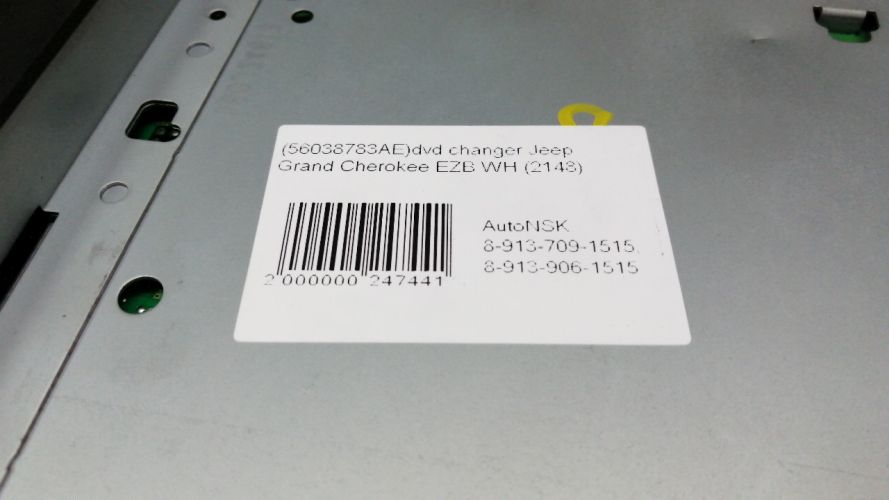 (56038783AE)dvd changer Jeep
Grand Cherokee EZB WH (2148)
AutoNSK
8-913-709-1515,
8-913-906-1515
2 000000 247441